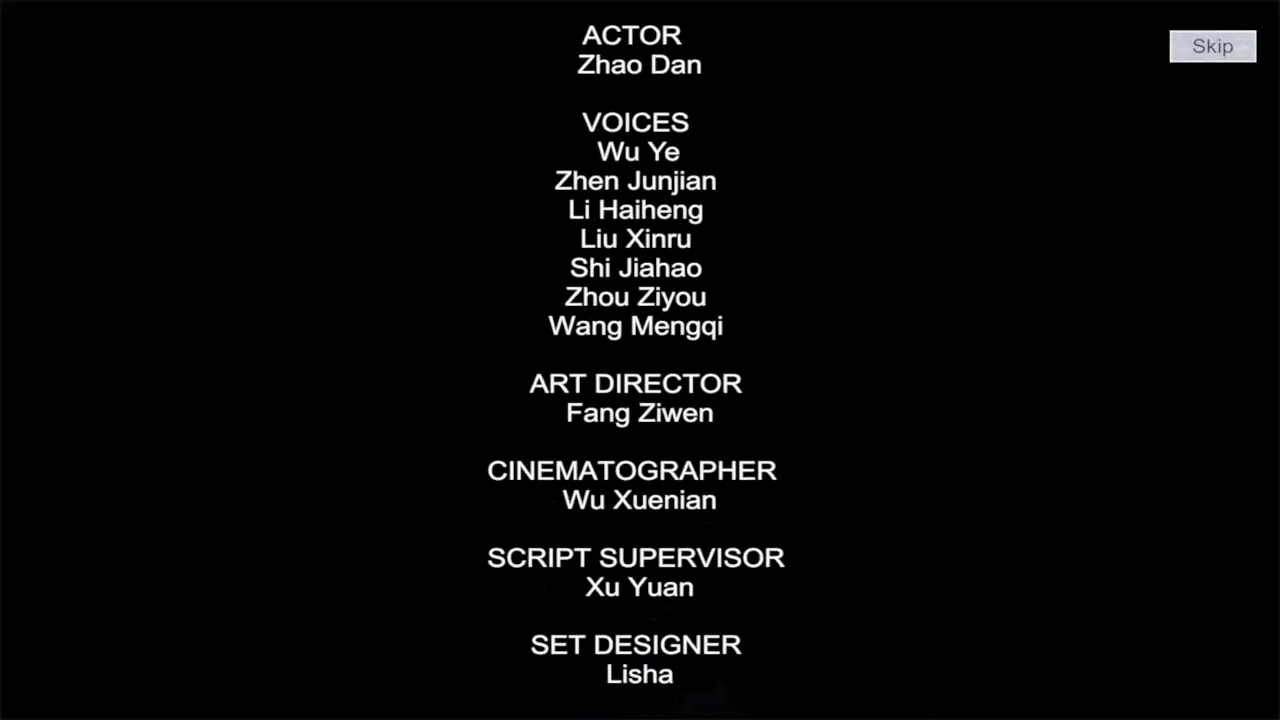 ACTOR
Zhao Dan
Skip
VOICES
Wu Ye
Zhen Junjian
Li Haiheng
Liu Xinru
Shi Jiahao
Zhou Ziyou
Wang Mengqi
ART DIRECTOR
Fang Ziwen
CINEMATOGRAPHER
Wu Xuenian
SCRIPT SUPERVISOR
Xu Yuan
SET DESIGNER
Lisha